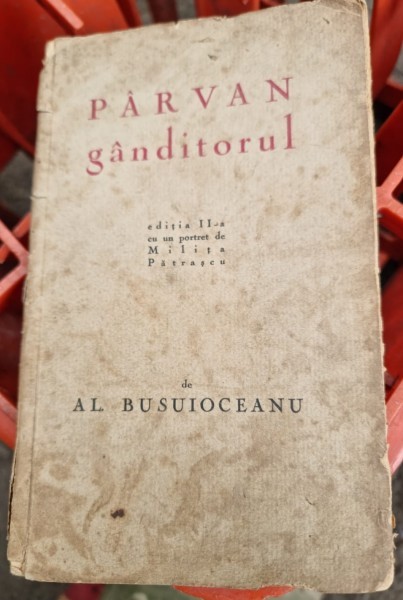 PÂRVAN
gânditorul
ediția II-a
cu un portret de
Milița
Pătrașcu
de
AL. BUSUIOCEANU